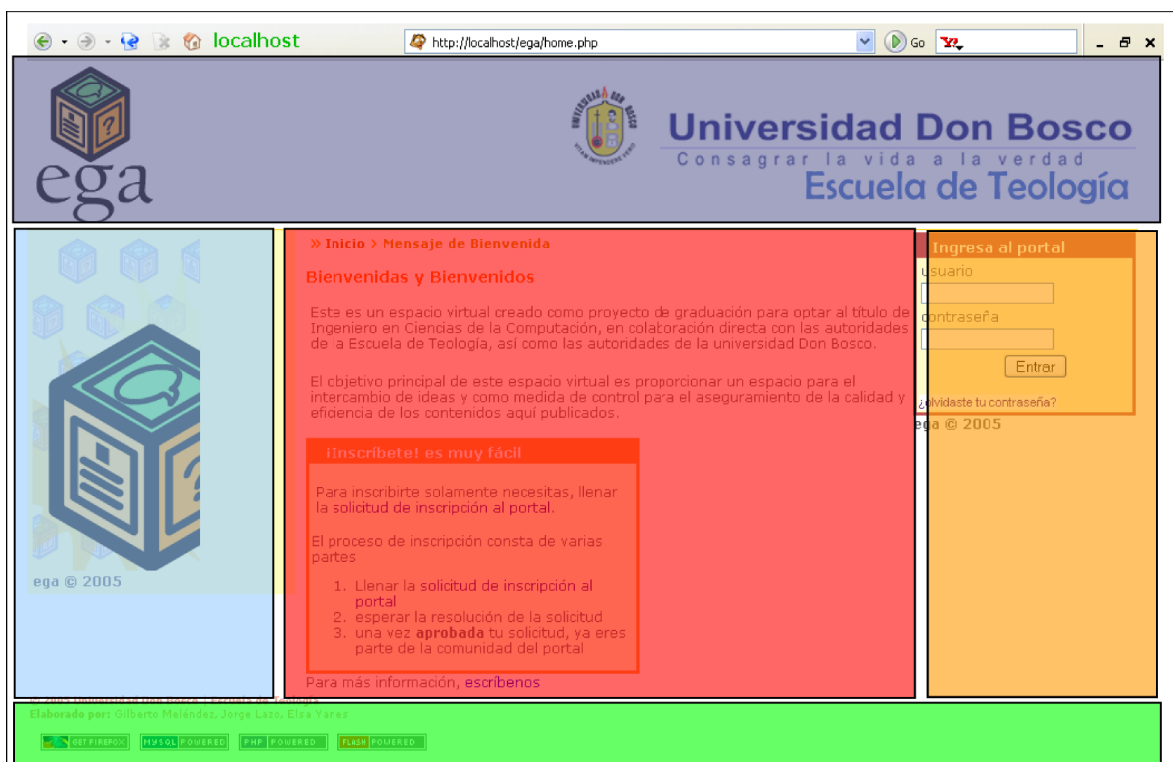 localhost
http://localhost/ega/home.php
Go
ega
Universidad Don Bosco
Consagrar la vida a la verdad
Escuela de Teología
» Inicio > Mensaje de Bienvenida
Bienvenidas y Bienvenidos
Este es un espacio virtual creado como proyecto de graduación para optar al título de
Ingeniero en Ciencias de la Computación, en colaboración directa con las autoridades
de la Escuela de Teología, así como las autoridades de la universidad Don Bosco.
El objetivo principal de este espacio virtual es proporcionar un espacio para el
intercambio de ideas y como medida de control para el aseguramiento de la calidad y
eficiencia de los contenidos aquí publicados.
¡Inscríbete! es muy fácil
Para inscribirte solamente necesitas, llenar
la solicitud de inscripción al portal.
El proceso de inscripción consta de varias
partes
1. Llenar la solicitud de inscripción al
portal
2. esperar la resolución de la solicitud
3. una vez aprobada tu solicitud, ya eres
parte de la comunidad del portal
Para más información, escríbenos
Ingresa al portal
usuario
contraseña
Entrar
¿olvidaste tu contraseña?
ega © 2005
ega © 2005
© 2005 Universidad Don Bosco | Escuela de Teología
Elaborado por: Gilberto Meléndez, Jorge Lazo, Elsa Yanez
GET FIREFOX
MYSQL POWERED
PHP POWERED
FLASH POWERED